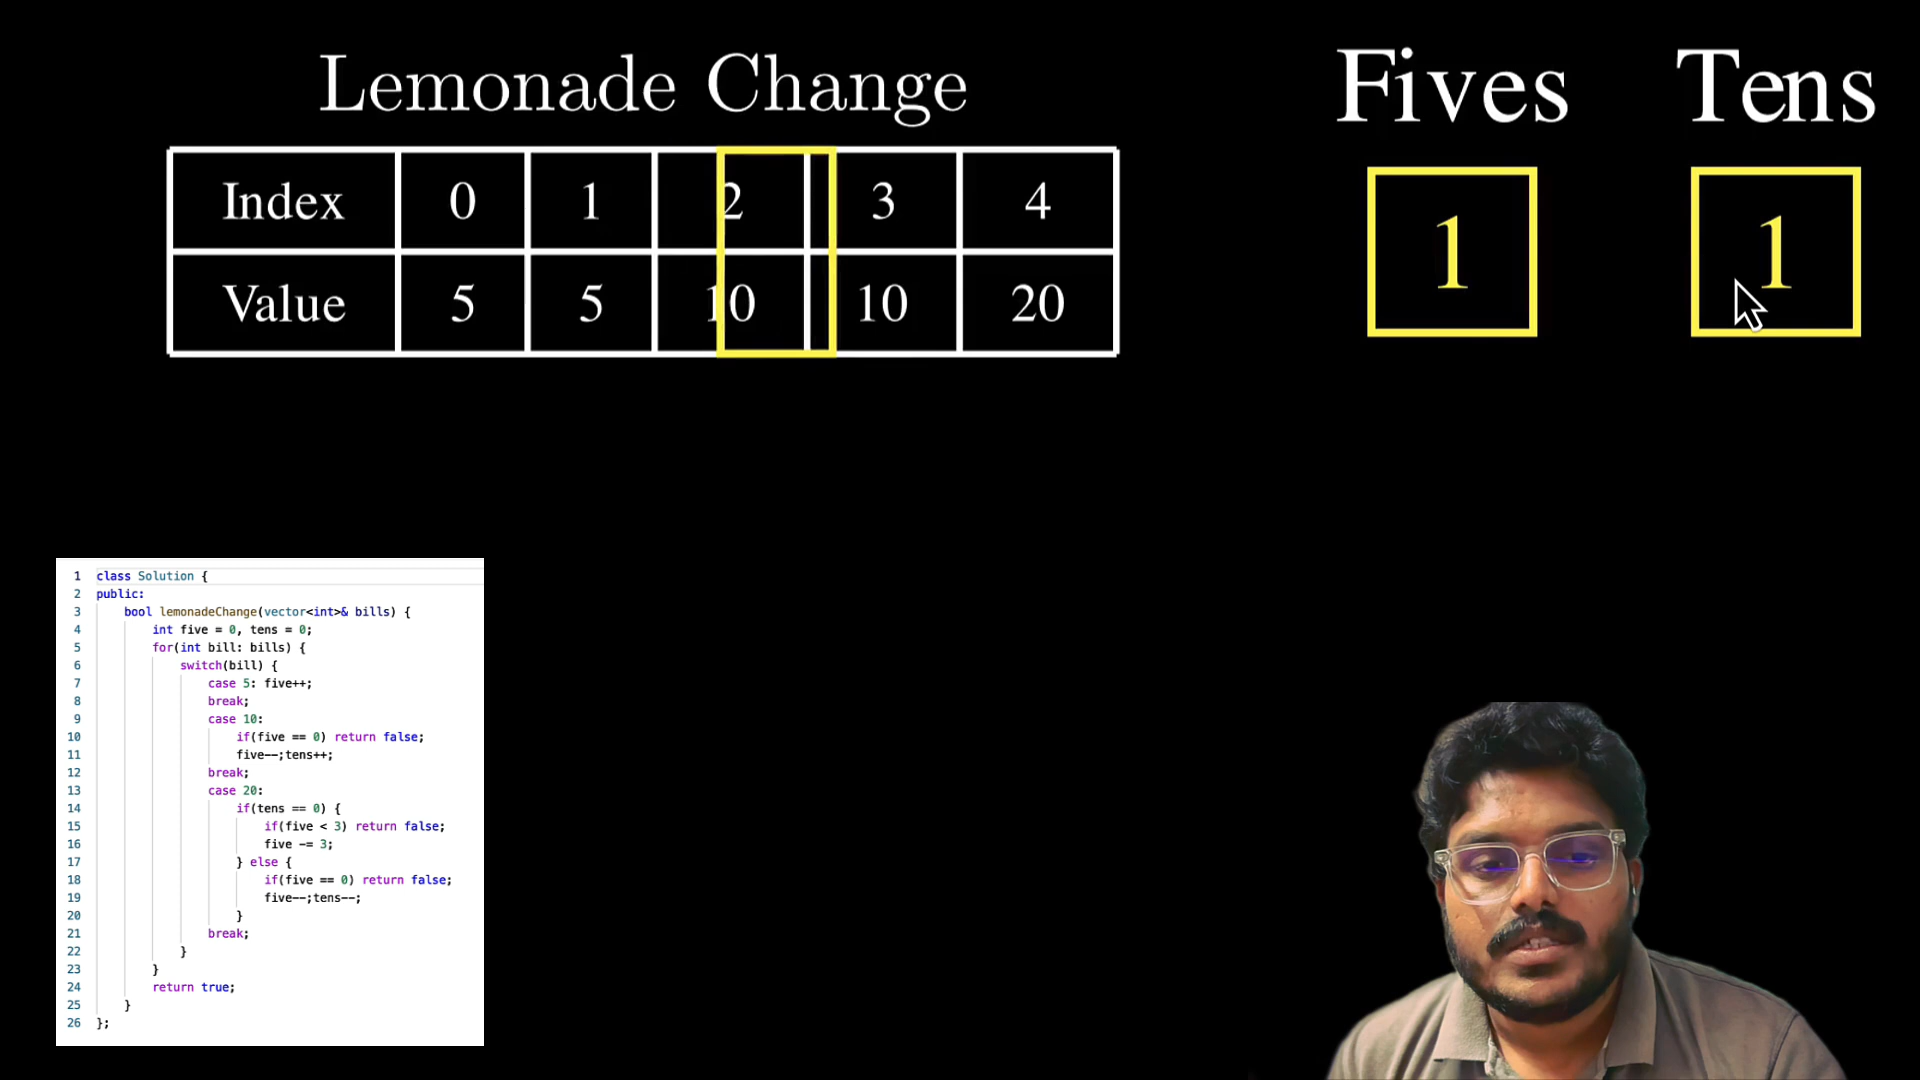 Lemonade Change
Fives Tens
Index 0 1 2 3 4
Value 5 5 10 10 20
1 1
1 class Solution {
2 public:
3 bool lemonadeChange(vector<int>& bills) {
4 int five = 0, tens = 0;
5 for(int bill: bills) {
6 switch(bill) {
7 case 5: five++;
8 break;
9 case 10:
10 if(five == 0) return false;
11 five--;tens++;
12 break;
13 case 20:
14 if(tens == 0) {
15 if(five < 3) return false;
16 five -= 3;
17 } else {
18 if(five == 0) return false;
19 five--;tens--;
20 }
21 break;
22 }
23 }
24 return true;
25 }
26 };